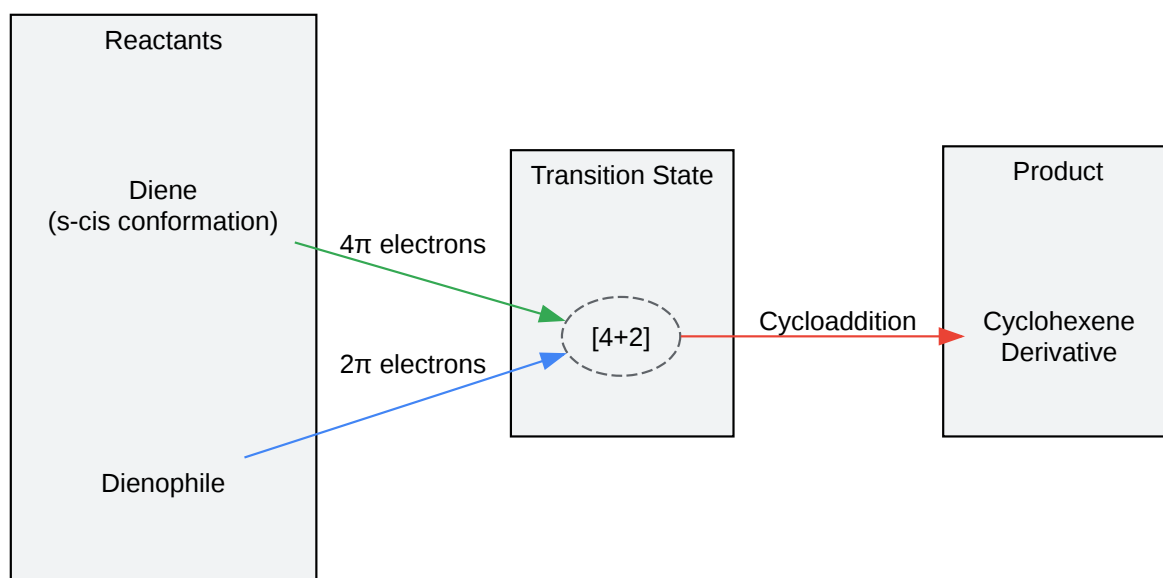 Reactants
Diene
(s-cis conformation)
Dienophile
4π electrons
2π electrons
Transition State
[4+2]
Cycloaddition
Product
Cyclohexene
Derivative